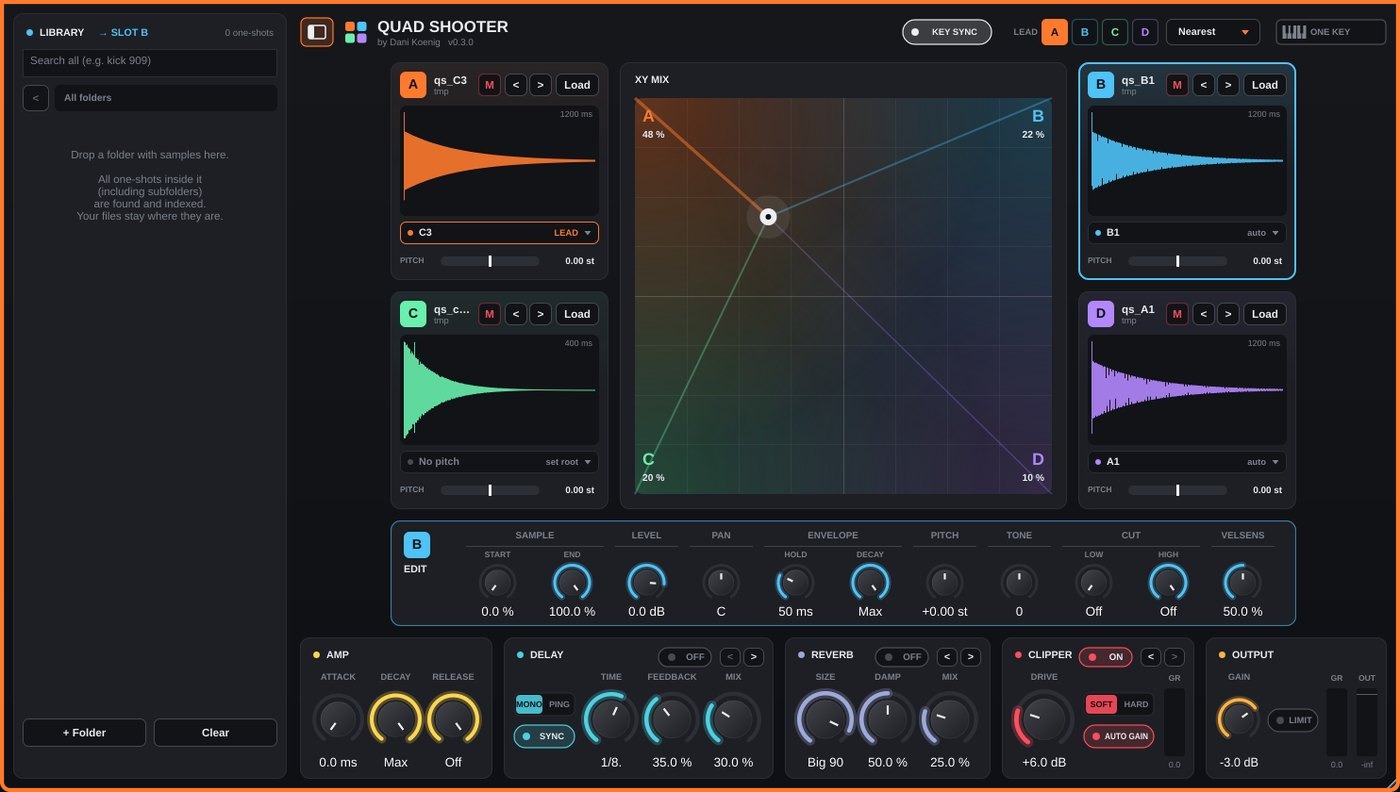 LIBRARY → SLOT B 0 one-shots
Search all (e.g. kick 909)
< All folders
Drop a folder with samples here.
All one-shots inside it
(including subfolders)
are found and indexed.
Your files stay where they are.
+ Folder Clear
QUAD SHOOTER
by Dani Koenig v0.3.0
KEY SYNC LEAD A B C D Nearest ONE KEY
A qs_C3 M < > Load
tmp
1200 ms
C3 LEAD
PITCH 0.00 st
C qs_c... M < > Load
tmp
400 ms
No pitch set root
PITCH 0.00 st
XY MIX
A B
48 % 22 %
C D
20 % 10 %
B qs_B1 M < > Load
tmp
1200 ms
B1 auto
PITCH 0.00 st
D qs_A1 M < > Load
tmp
1200 ms
A1 auto
PITCH 0.00 st
B SAMPLE LEVEL PAN ENVELOPE PITCH TONE CUT VELSENS
EDIT START END HOLD DECAY LOW HIGH
0.0 % 100.0 % 0.0 dB C 50 ms Max +0.00 st 0 Off Off 50.0 %
AMP
ATTACK DECAY RELEASE
0.0 ms Max Off
DELAY OFF < >
TIME FEEDBACK MIX
MONO PING
SYNC
1/8. 35.0 % 30.0 %
REVERB OFF < >
SIZE DAMP MIX
Big 90 50.0 % 25.0 %
CLIPPER ON < >
DRIVE GR
SOFT HARD
AUTO GAIN
+6.0 dB 0.0
OUTPUT
GAIN GR OUT
LIMIT
-3.0 dB 0.0 -inf